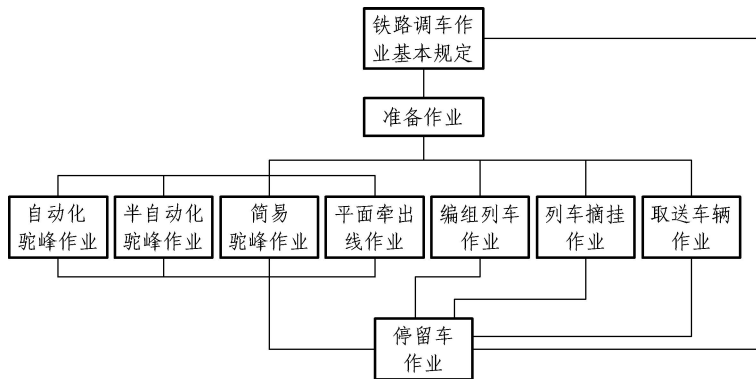 铁路调车作
业基本规定
准备作业
自动化
驼峰作业
半自动化
驼峰作业
简易
驼峰作业
平面牵出
线作业
编组列车
作业
列车摘挂
作业
取送车辆
作业
停留车
作业